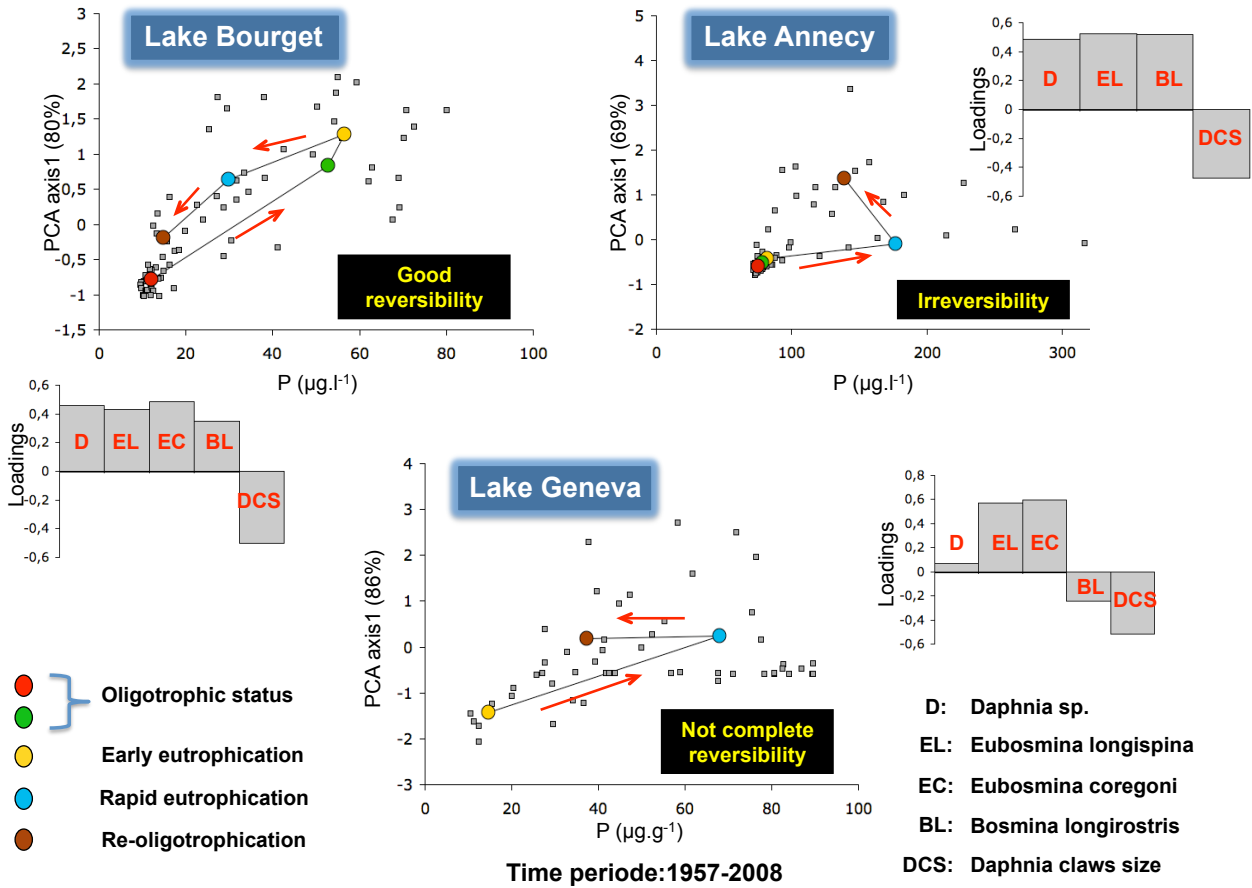 Lake Bourget
PCA axis1 (80%)
3
2,5
2
1,5
1
0,5
0
-0,5
-1
-1,5
0
20
40
60
80
100
P (µg.l-1)
Good
reversibility
Lake Annecy
PCA axis1 (69%)
5
4
3
2
1
0
-1
-2
0
100
200
300
P (µg.l-1)
Irreversibility
Loadings
0,6
0,4
0,2
0
-0,2
-0,4
-0,6
D
EL
BL
DCS
Loadings
0,6
0,4
0,2
0
-0,2
-0,4
-0,6
D
EL
EC
BL
DCS
Lake Geneva
PCA axis1 (86%)
4
3
2
1
0
-1
-2
-3
0
20
40
60
80
100
P (µg.g-1)
Not complete
reversibility
Time periode:1957-2008
Loadings
0,8
0,6
0,4
0,2
0
-0,2
-0,4
-0,6
D
EL
EC
BL
DCS
Oligotrophic status
Early eutrophication
Rapid eutrophication
Re-oligotrophication
D: Daphnia sp.
EL: Eubosmina longispina
EC: Eubosmina coregoni
BL: Bosmina longirostris
DCS: Daphnia claws size